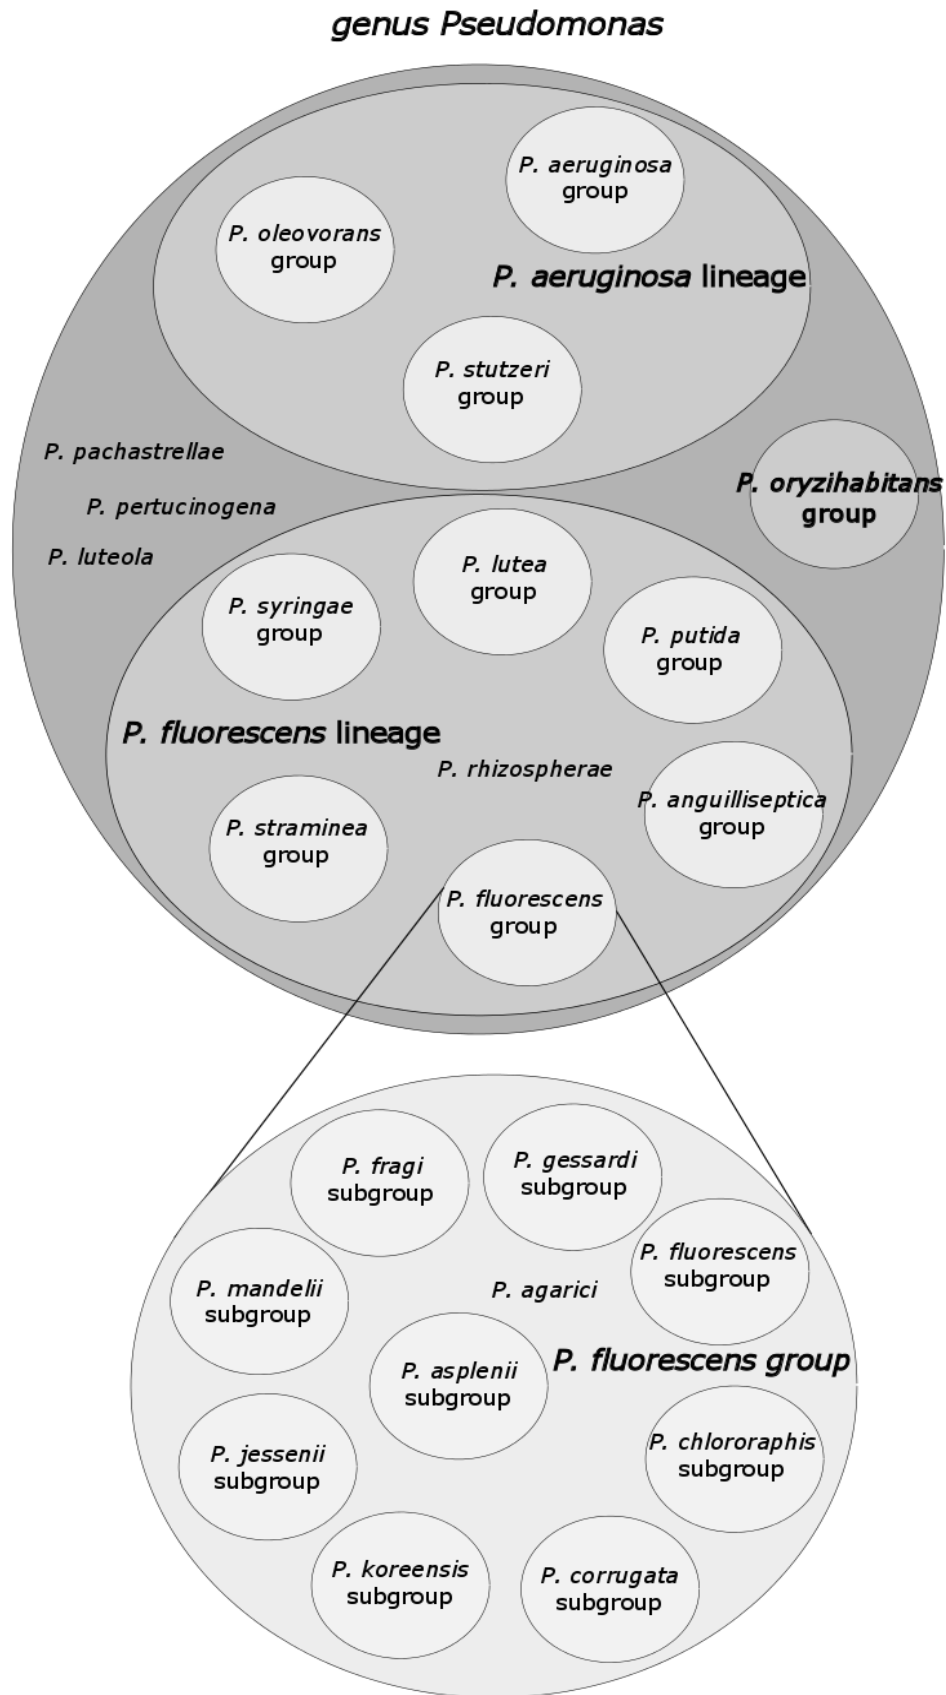 genus Pseudomonas
P. aeruginosa
group
P. oleovorans
group
P. aeruginosa lineage
P. stutzeri
group
P. pachastrellae
P. oryzihabitans
group
P. pertucinogena
P. luteola
P. lutea
group
P. syringae
group
P. putida
group
P. fluorescens lineage
P. rhizospherae
P. anguilliseptica
group
P. straminea
group
P. fluorescens
group
P. fragi
subgroup
P. gessardi
subgroup
P. fluorescens
subgroup
P. mandelii
subgroup
P. agarici
P. asplenii
subgroup
P. fluorescens group
P. jessenii
subgroup
P. chlororaphis
subgroup
P. koreensis
subgroup
P. corrugata
subgroup